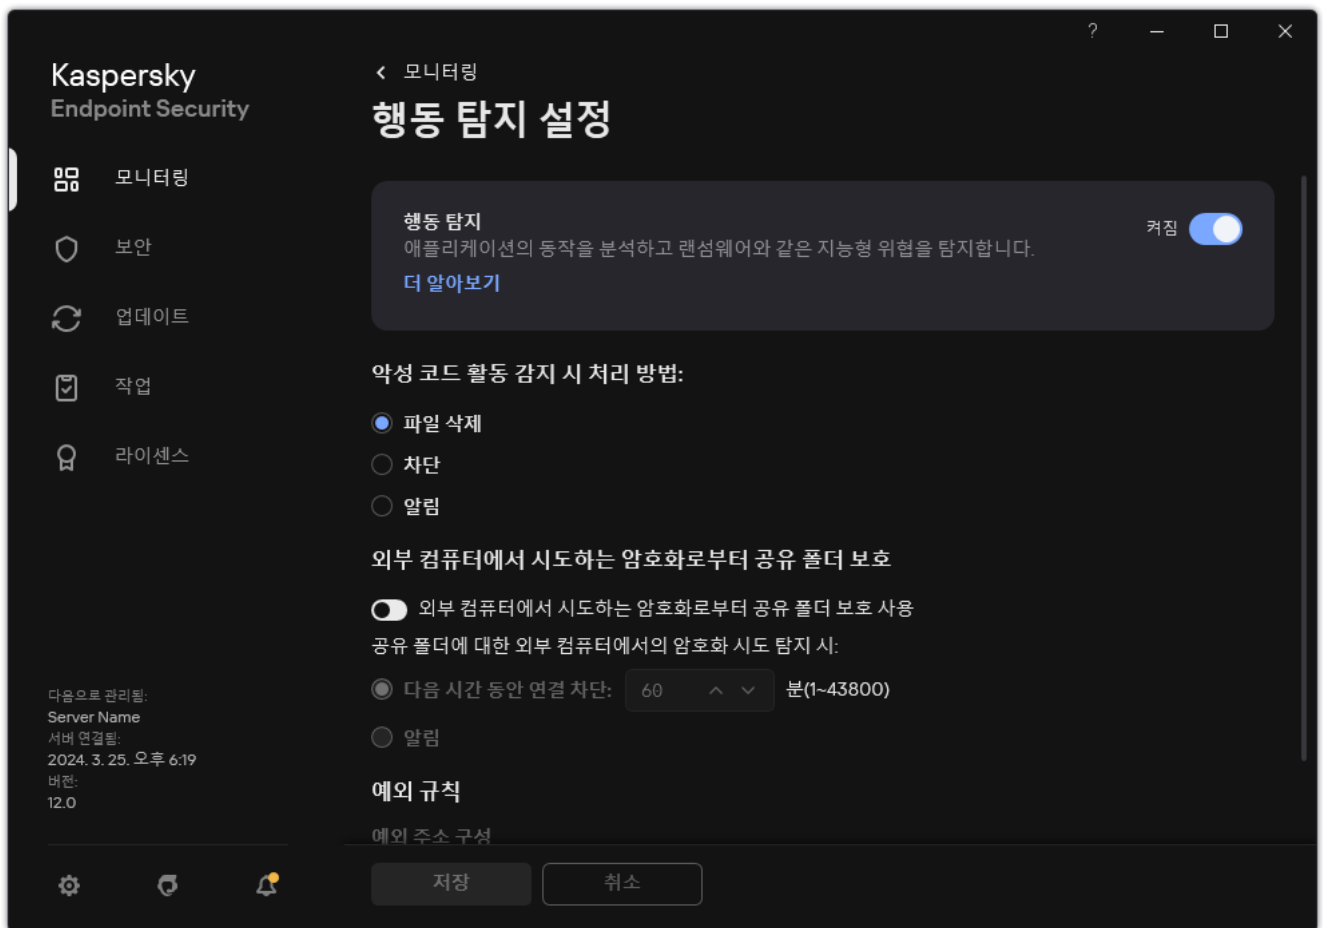 ?
Kaspersky
Endpoint Security
모니터링
보안
업데이트
작업
라이센스
다음으로 관리됨:
Server Name
서버 연결됨:
2024. 3. 25. 오후 6:19
버전:
12.0
모니터링
행동 탐지 설정
행동 탐지
애플리케이션의 동작을 분석하고 랜섬웨어와 같은 지능형 위협을 탐지합니다.
더 알아보기
켜짐
악성 코드 활동 감지 시 처리 방법:
파일 삭제
차단
알림
외부 컴퓨터에서 시도하는 암호화로부터 공유 폴더 보호
외부 컴퓨터에서 시도하는 암호화로부터 공유 폴더 보호 사용
공유 폴더에 대한 외부 컴퓨터에서의 암호화 시도 탐지 시:
다음 시간 동안 연결 차단: 60 분(1~43800)
알림
예외 규칙
예외 주소 구성
저장 취소